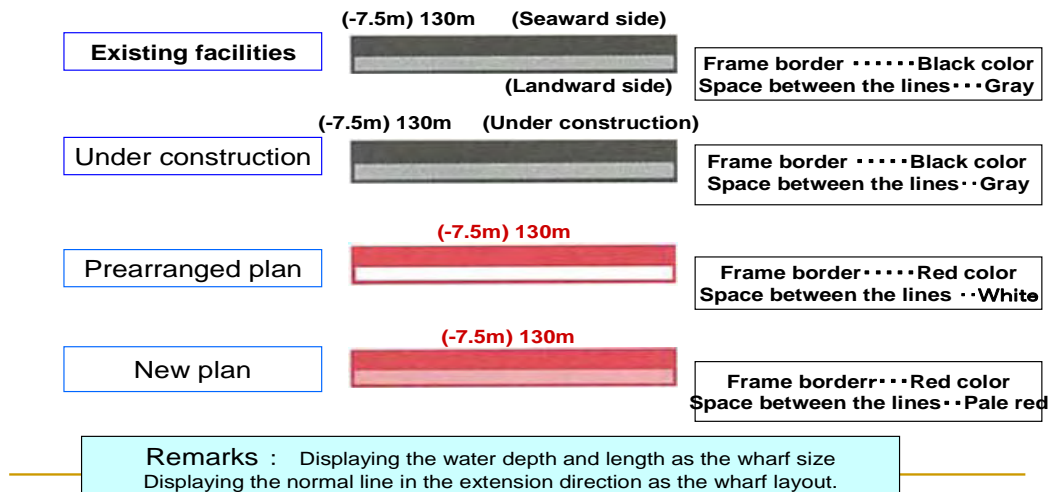 (-7.5m) 130m (Seaward side)
Existing facilities
Frame border ······Black color
Space between the lines···Gray
(Landward side)
(-7.5m) 130m (Under construction)
Under construction
Frame border ·····Black color
Space between the lines··Gray
(-7.5m) 130m
Prearranged plan
Frame border·····Red color
Space between the lines ··White
(-7.5m) 130m
New plan
Frame borderr···Red color
Space between the lines··Pale red
Remarks : Displaying the water depth and length as the wharf size
Displaying the normal line in the extension direction as the wharf layout.